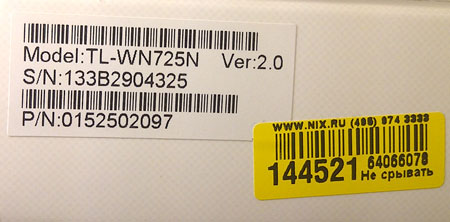 Model:TL-WN725N Ver:2.0
S/N:133B2904325
P/N:0152502097
WWW.NIX.RU (495) 974 3333
144521
64066078
Не срывать